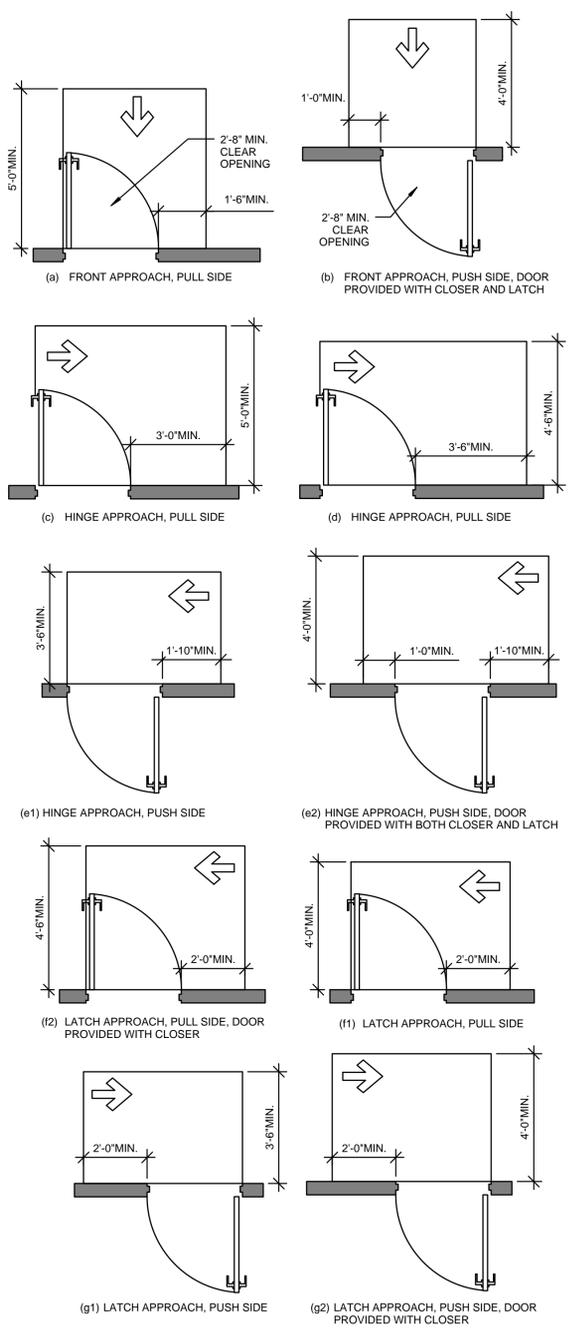 5'-0"MIN.
2'-8" MIN.
CLEAR
OPENING
1'-6"MIN.
(a) FRONT APPROACH, PULL SIDE
1'-0"MIN.
4'-0"MIN.
2'-8" MIN.
CLEAR
OPENING
(b) FRONT APPROACH, PUSH SIDE, DOOR
PROVIDED WITH CLOSER AND LATCH
3'-0"MIN.
5'-0"MIN.
(c) HINGE APPROACH, PULL SIDE
3'-6"MIN.
4'-6"MIN.
(d) HINGE APPROACH, PULL SIDE
3'-6"MIN.
1'-10"MIN.
(e1) HINGE APPROACH, PUSH SIDE
4'-0"MIN.
1'-0"MIN.
1'-10"MIN.
(e2) HINGE APPROACH, PUSH SIDE, DOOR
PROVIDED WITH BOTH CLOSER AND LATCH
4'-6"MIN.
2'-0"MIN.
(f2) LATCH APPROACH, PULL SIDE, DOOR
PROVIDED WITH CLOSER
4'-0"MIN.
2'-0"MIN.
(f1) LATCH APPROACH, PULL SIDE
2'-0"MIN.
3'-6"MIN.
(g1) LATCH APPROACH, PUSH SIDE
2'-0"MIN.
4'-0"MIN.
(g2) LATCH APPROACH, PUSH SIDE, DOOR
PROVIDED WITH CLOSER